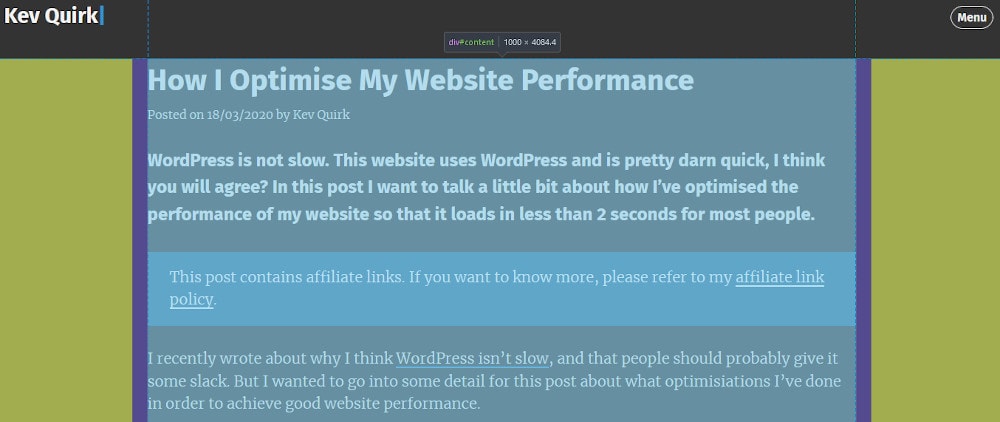 Kev Quirk
Menu
div#content 1000 × 4084.4
How I Optimise My Website Performance
Posted on 18/03/2020 by Kev Quirk
WordPress is not slow. This website uses WordPress and is pretty darn quick, I think
you will agree? In this post I want to talk a little bit about how I've optimised the
performance of my website so that it loads in less than 2 seconds for most people.
This post contains affiliate links. If you want to know more, please refer to my affiliate link
policy.
I recently wrote about why I think WordPress isn't slow, and that people should probably give it
some slack. But I wanted to go into some detail for this post about what optimisiations I've done
in order to achieve good website performance.